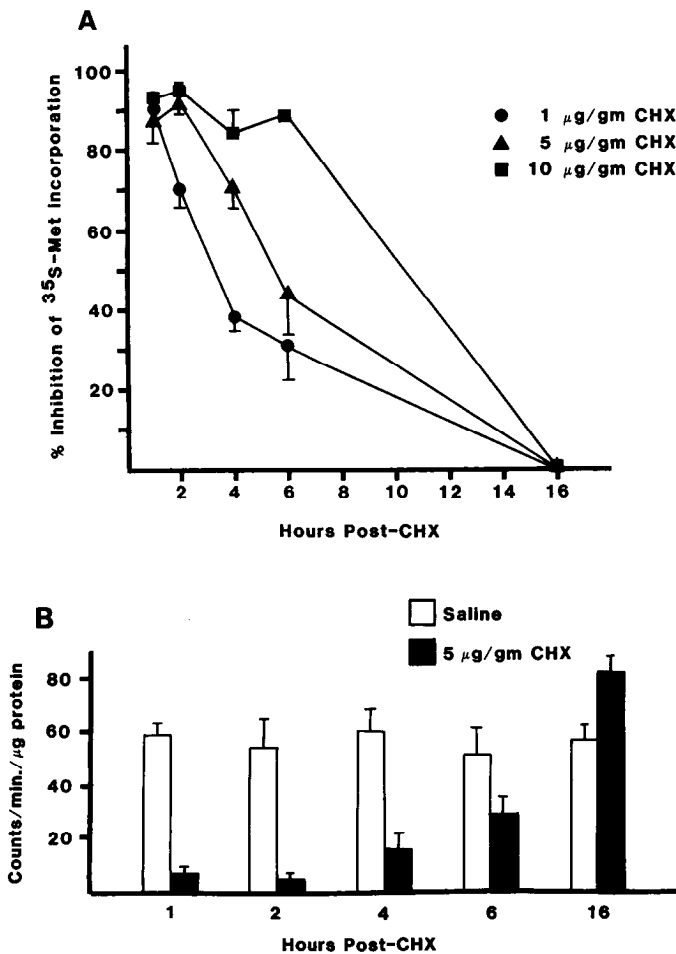 A
% Inhibition of ³⁵S-Met incorporation
100
80
60
40
20
● 1 µg/gm CHX
▲ 5 µg/gm CHX
■ 10 µg/gm CHX
2 4 6 8 10 12 14 16
Hours Post-CHX
B
Saline
5 µg/gm CHX
Counts/min./µg protein
80
60
40
20
1 2 4 6 16
Hours Post-CHX